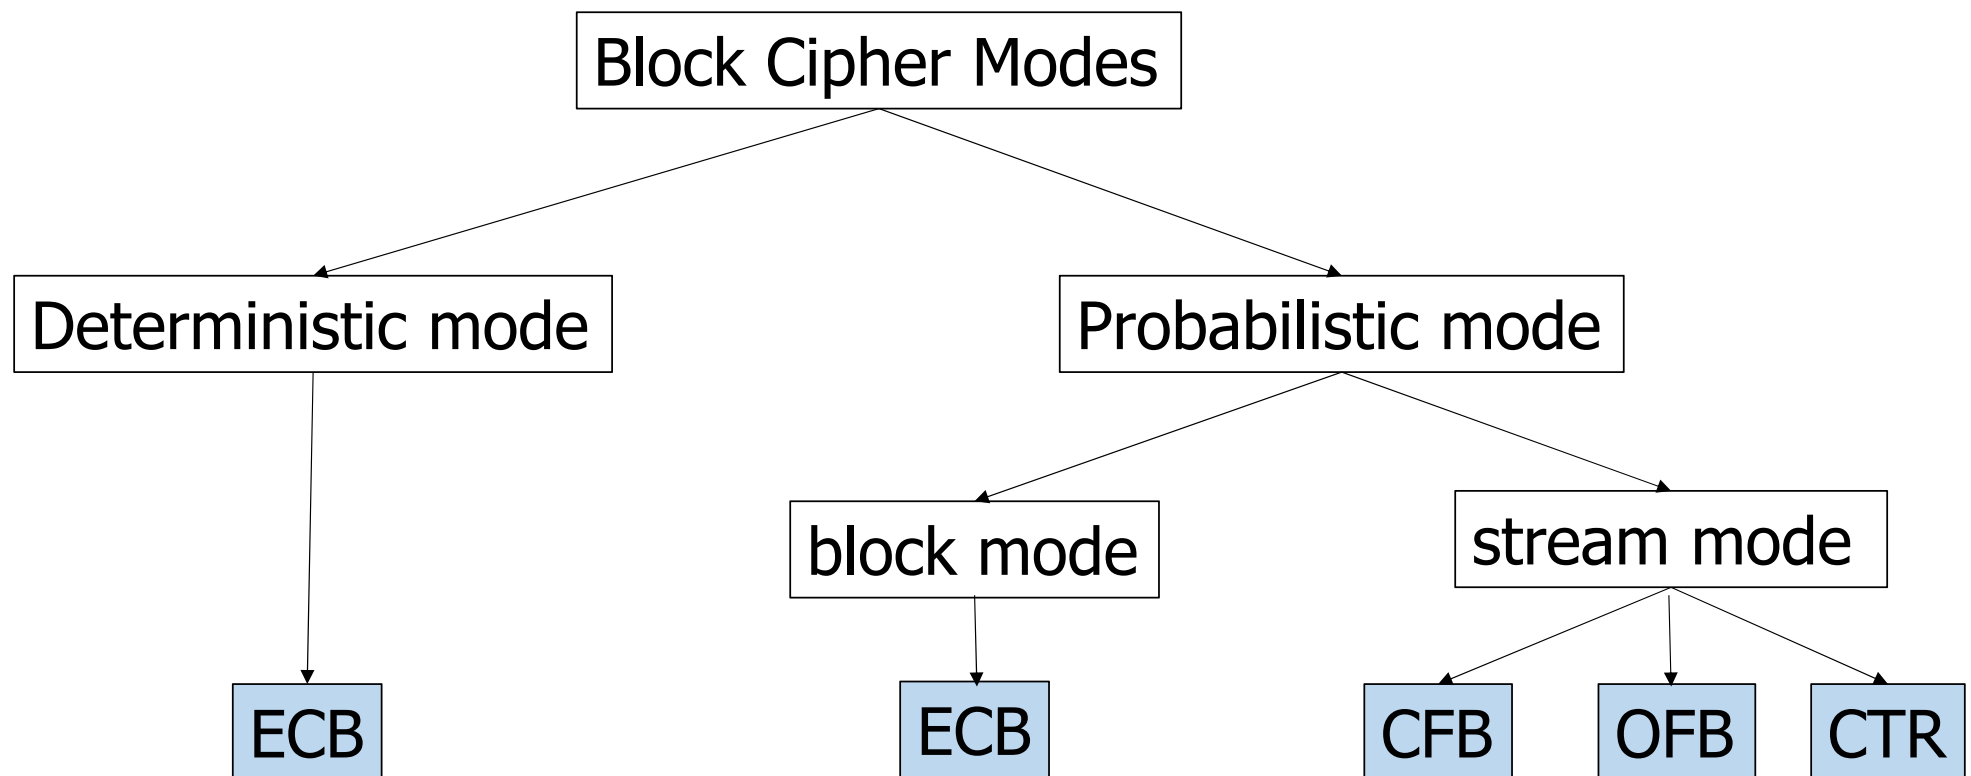 Block Cipher Modes
Deterministic mode
Probabilistic mode
block mode
stream mode
ECB
ECB
CFB
OFB
CTR